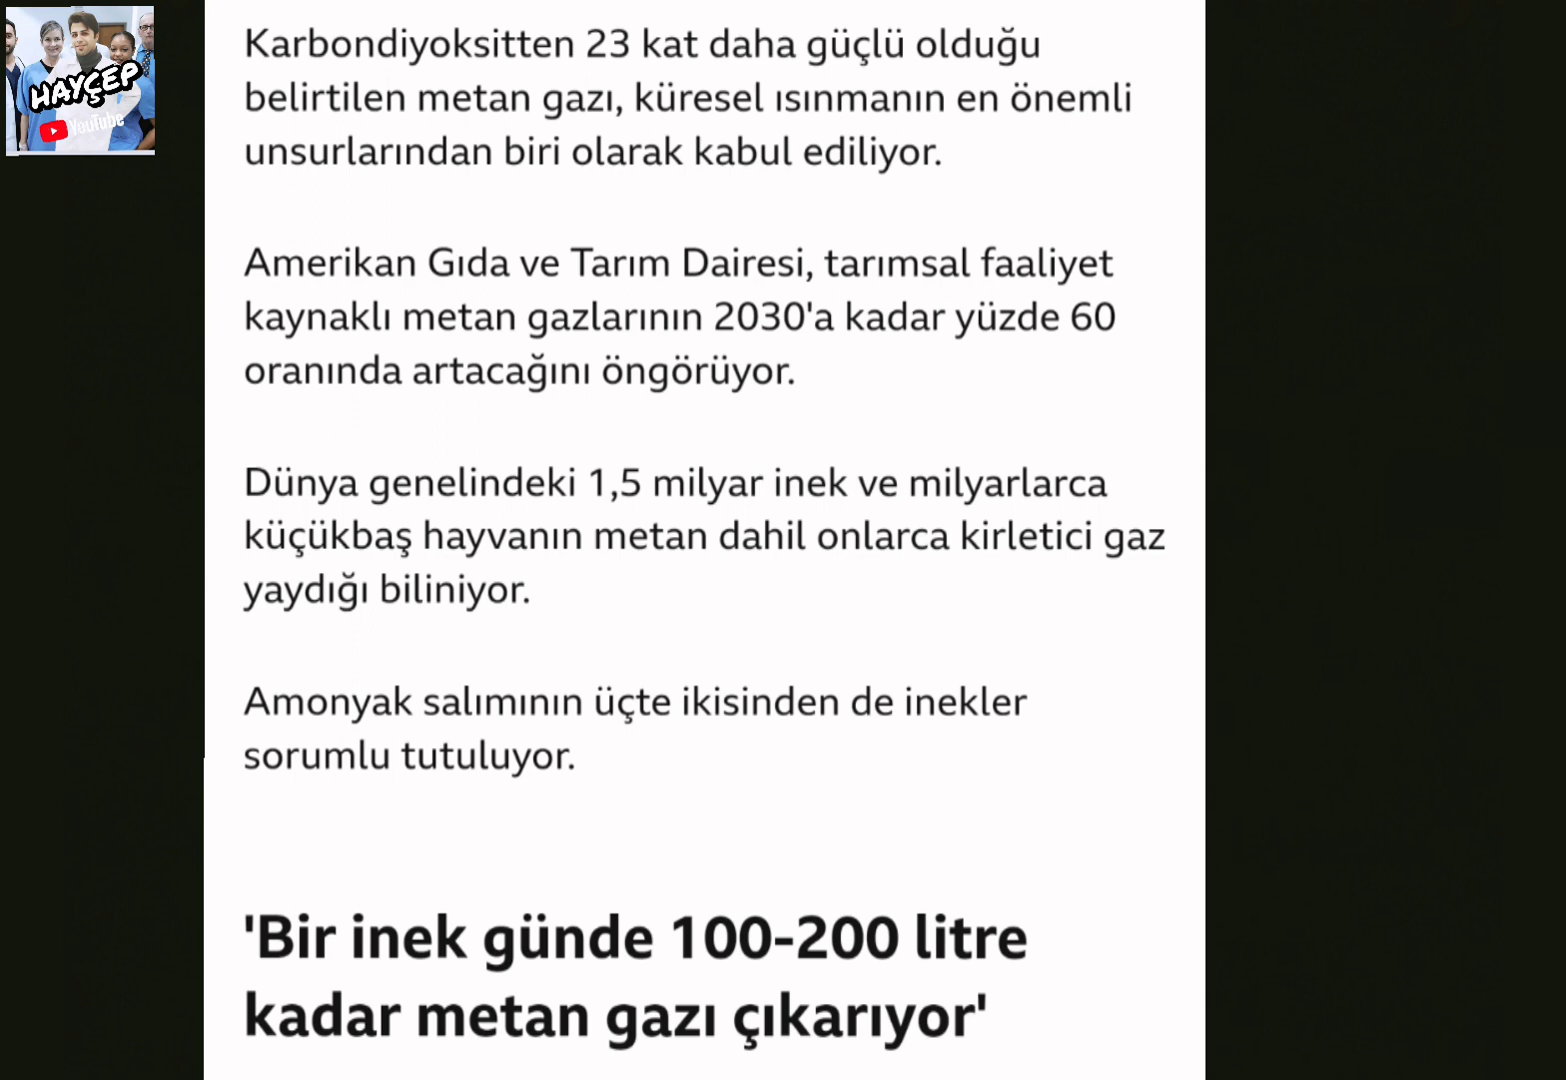 HAYÇEP
YouTube
Karbondiyoksitten 23 kat daha güçlü olduğu
belirtilen metan gazı, küresel ısınmanın en önemli
unsurlarından biri olarak kabul ediliyor.
Amerikan Gıda ve Tarım Dairesi, tarımsal faaliyet
kaynaklı metan gazlarının 2030'a kadar yüzde 60
oranında artacağını öngörüyor.
Dünya genelindeki 1,5 milyar inek ve milyarlarca
küçükbaş hayvanın metan dahil onlarca kirletici gaz
yaydığı biliniyor.
Amonyak salımının üçte ikisinden de inekler
sorumlu tutuluyor.
'Bir inek günde 100-200 litre
kadar metan gazı çıkarıyor'